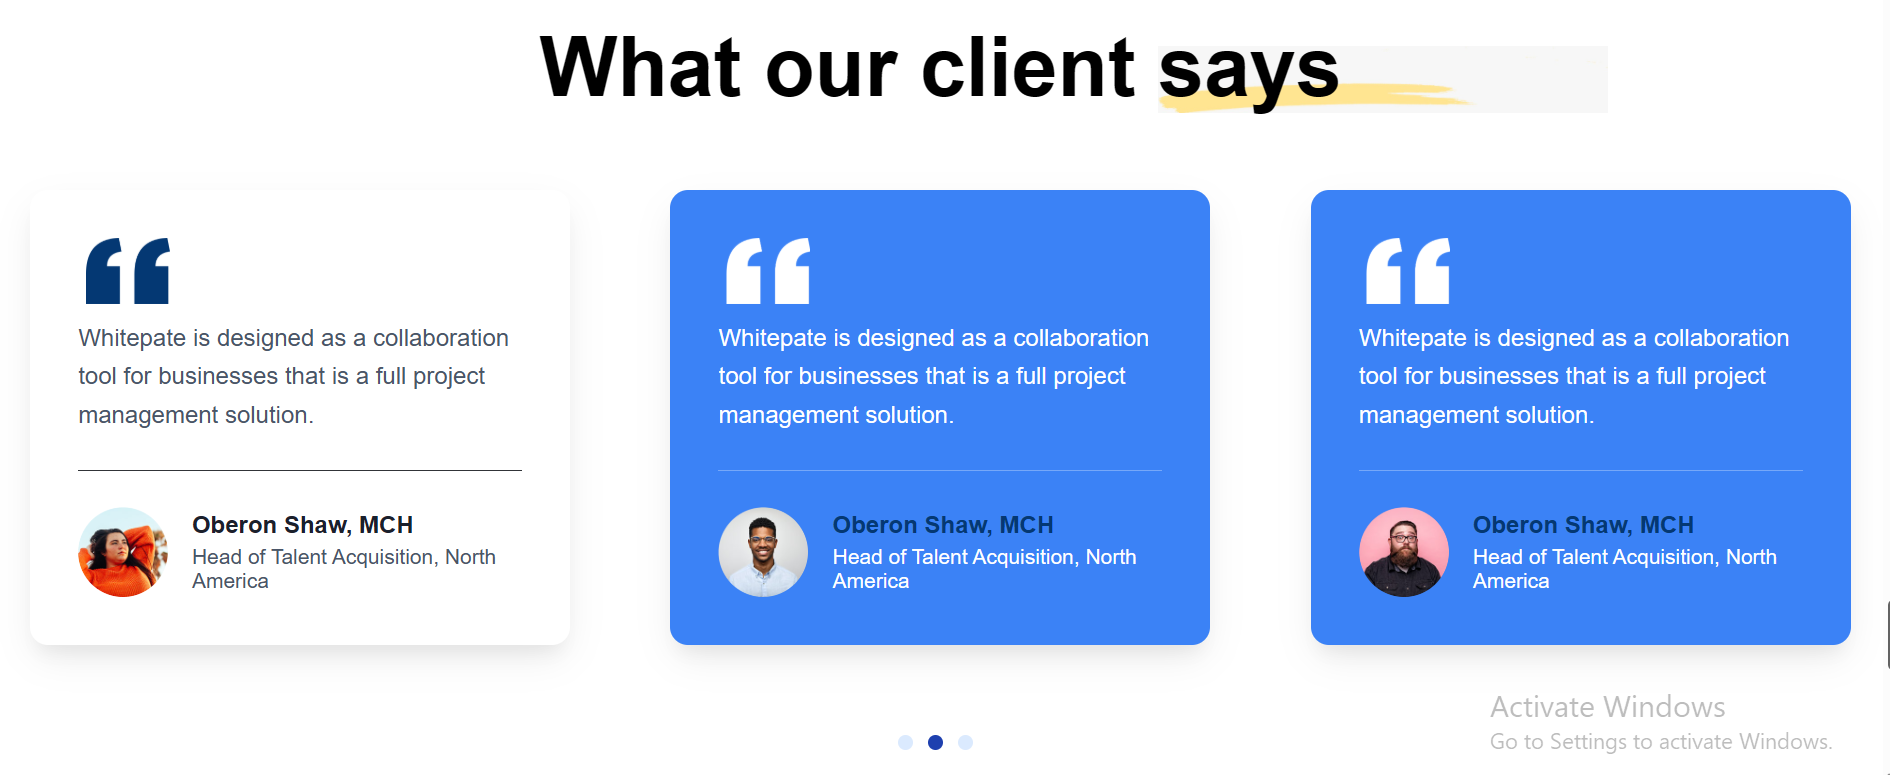 What our client says
Whitepate is designed as a collaboration
tool for businesses that is a full project
management solution.
Oberon Shaw, MCH
Head of Talent Acquisition, North
America
Whitepate is designed as a collaboration
tool for businesses that is a full project
management solution.
Oberon Shaw, MCH
Head of Talent Acquisition, North
America
Whitepate is designed as a collaboration
tool for businesses that is a full project
management solution.
Oberon Shaw, MCH
Head of Talent Acquisition, North
America
Activate Windows
Go to Settings to activate Windows.